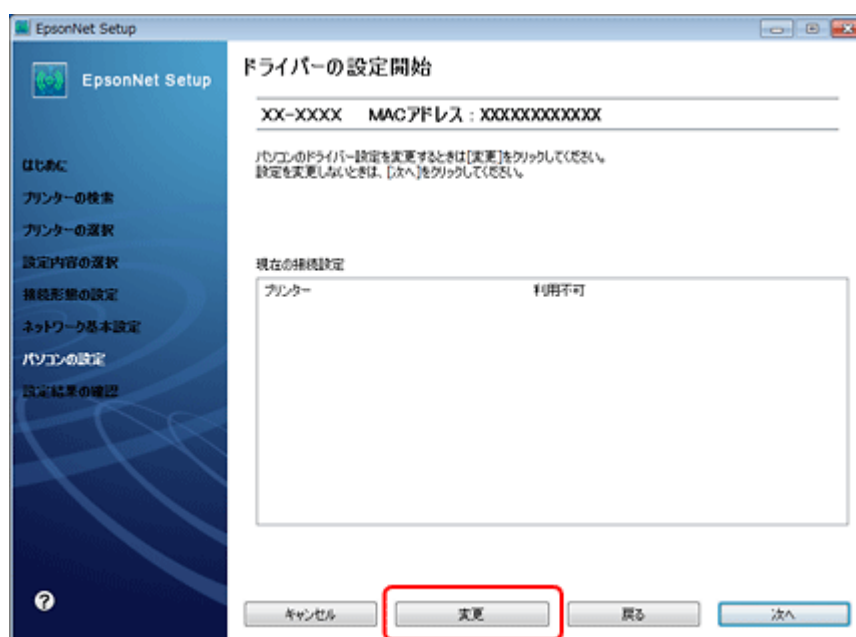 EpsonNet Setup
EpsonNet Setup
はじめに
プリンターの検索
プリンターの選択
設定内容の選択
接続形態の設定
ネットワーク基本設定
パソコンの設定
設定結果の確認
ドライバーの設定開始
XX-XXXX MACアドレス : XXXXXXXXXXXX
パソコンのドライバー設定を変更するときは[変更]をクリックしてください。
設定を変更しないときは、[次へ]をクリックしてください。
現在の接続設定
プリンター 利用不可
?
キャンセル 変更 戻る 次へ